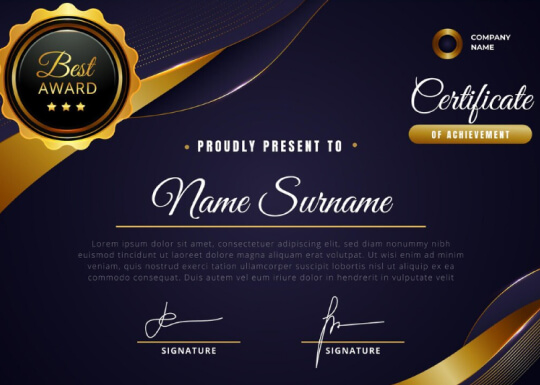 Best
AWARD
COMPANY
NAME
Certificate
OF ACHIEVEMENT
PROUDLY PRESENT TO
Name Surname
Lorem ipsum dolor sit amet, consectetuer adipiscing elit, sed diam nonummy nibh
euismod tincidunt ut laoreet dolore magna aliquam erat volutpat. Ut wisi enim ad minim
veniam, quis nostrud exerci tation ullamcorper suscipit lobortis nisl ut aliquip ex ea
commodo consequat. Duis autem vel eum iriure dolor in hendrerit in vulputate velit
SIGNATURE
SIGNATURE